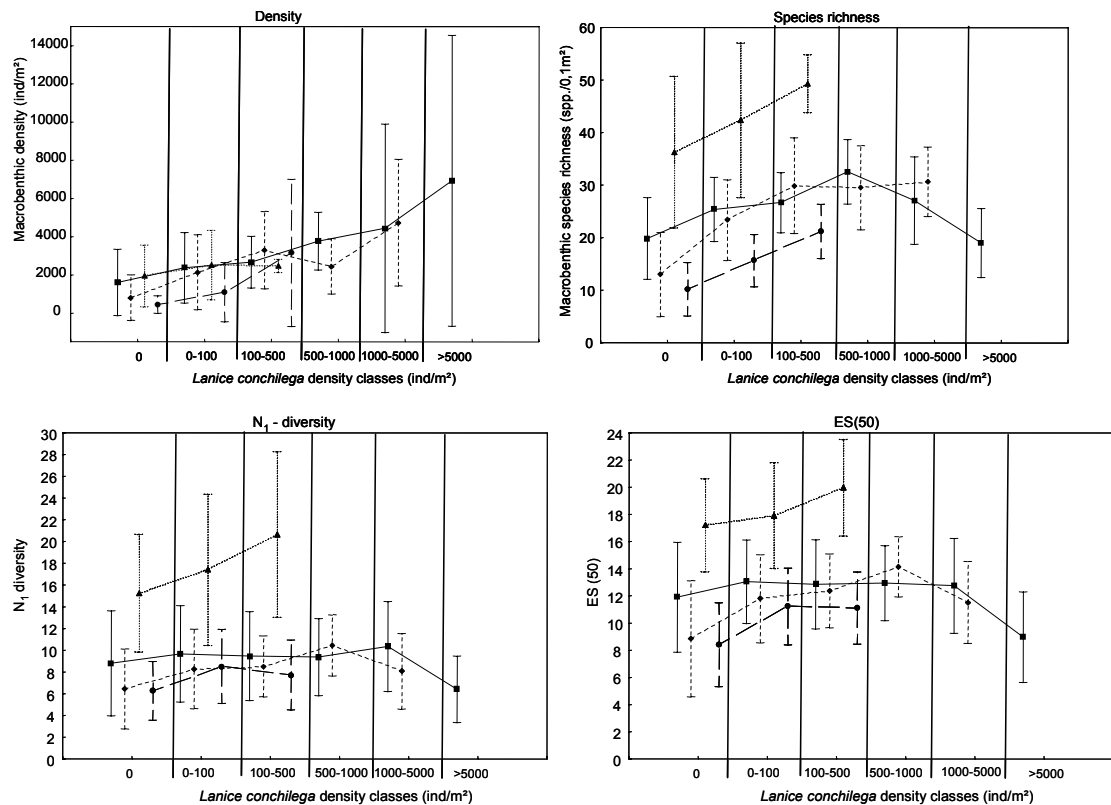 Density
Macrobenthic density (ind/m²)
14000
12000
10000
8000
6000
4000
2000
0
0 0-100 100-500 500-1000 1000-5000 >5000
Lanice conchilega density classes (ind/m²)
Species richness
Macrobenthic species richness (spp./0,1m²)
60
50
40
30
20
10
0
0 0-100 100-500 500-1000 1000-5000 >5000
Lanice conchilega density classes (ind/m²)
N₁ - diversity
N₁ diversity
30
28
26
24
22
20
18
16
14
12
10
8
6
4
2
0
0 0-100 100-500 500-1000 1000-5000 >5000
Lanice conchilega density classes (ind/m²)
ES(50)
ES (50)
24
22
20
18
16
14
12
10
8
6
4
2
0
0 0-100 100-500 500-1000 1000-5000 >5000
Lanice conchilega density classes (ind/m²)